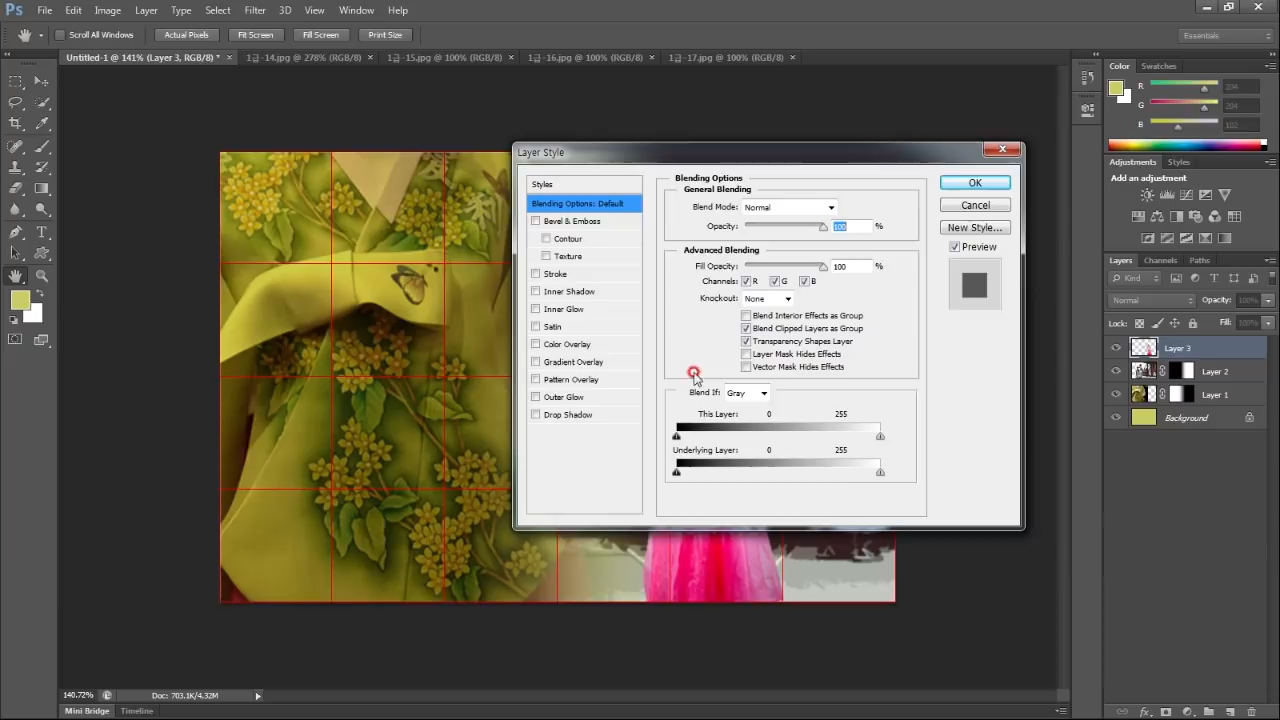 Ps File Edit Image Layer Type Select Filter 3D View Window Help
Scroll All Windows Actual Pixels Fit Screen Fill Screen Print Size Essentials
Untitled-1 @ 141% (Layer 3, RGB/8) * × 1급-14.jpg @ 278% (RGB/8) × 1급-15.jpg @ 100% (RGB/8) × 1급-16.jpg @ 100% (RGB/8) × 1급-17.jpg @ 100% (RGB/8) ×
Layer Style
Styles
Blending Options: Default
Bevel & Emboss
Contour
Texture
Stroke
Inner Shadow
Inner Glow
Satin
Color Overlay
Gradient Overlay
Pattern Overlay
Outer Glow
Drop Shadow
Blending Options
General Blending
Blend Mode: Normal
Opacity: 100 %
Advanced Blending
Fill Opacity: 100 %
Channels: R G B
Knockout: None
Blend Interior Effects as Group
Blend Clipped Layers as Group
Transparency Shapes Layer
Layer Mask Hides Effects
Vector Mask Hides Effects
Blend If: Gray
This Layer: 0 255
Underlying Layer: 0 255
OK
Cancel
New Style...
Preview
Color Swatches
R 204
G 204
B 102
Adjustments Styles
Add an adjustment
Layers Channels Paths
Kind
Normal Opacity: 100%
Lock: Fill: 100%
Layer 3
Layer 2
Layer 1
Background
140.72% Doc: 703.1K/4.32M
Mini Bridge Timeline